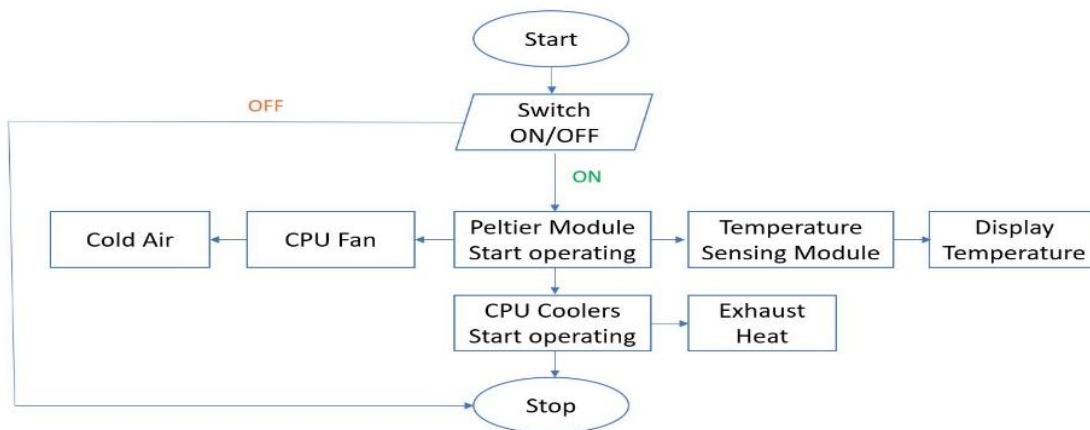 Start
OFF
Switch
ON/OFF
ON
Cold Air
CPU Fan
Peltier Module
Start operating
Temperature
Sensing Module
Display
Temperature
CPU Coolers
Start operating
Exhaust
Heat
Stop